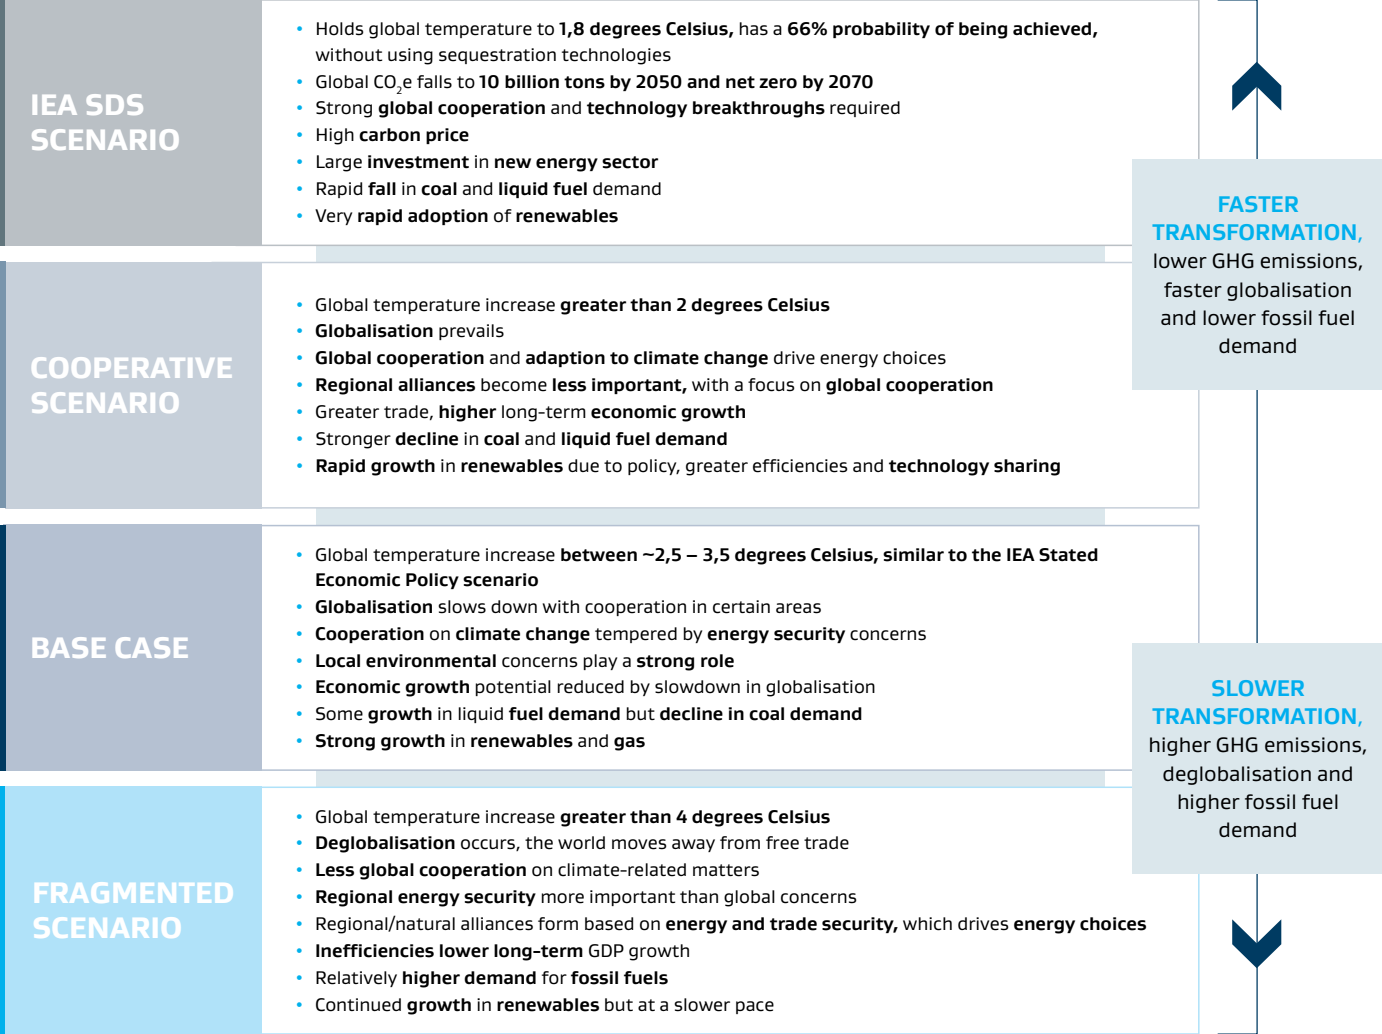 IEA SDS
SCENARIO
• Holds global temperature to 1,8 degrees Celsius, has a 66% probability of being achieved,
without using sequestration technologies
• Global CO2e falls to 10 billion tons by 2050 and net zero by 2070
• Strong global cooperation and technology breakthroughs required
• High carbon price
• Large investment in new energy sector
• Rapid fall in coal and liquid fuel demand
• Very rapid adoption of renewables
COOPERATIVE
SCENARIO
• Global temperature increase greater than 2 degrees Celsius
• Globalisation prevails
• Global cooperation and adaption to climate change drive energy choices
• Regional alliances become less important, with a focus on global cooperation
• Greater trade, higher long-term economic growth
• Stronger decline in coal and liquid fuel demand
• Rapid growth in renewables due to policy, greater efficiencies and technology sharing
BASE CASE
• Global temperature increase between ~2,5 – 3,5 degrees Celsius, similar to the IEA Stated
Economic Policy scenario
• Globalisation slows down with cooperation in certain areas
• Cooperation on climate change tempered by energy security concerns
• Local environmental concerns play a strong role
• Economic growth potential reduced by slowdown in globalisation
• Some growth in liquid fuel demand but decline in coal demand
• Strong growth in renewables and gas
FRAGMENTED
SCENARIO
• Global temperature increase greater than 4 degrees Celsius
• Deglobalisation occurs, the world moves away from free trade
• Less global cooperation on climate-related matters
• Regional energy security more important than global concerns
• Regional/natural alliances form based on energy and trade security, which drives energy choices
• Inefficiencies lower long-term GDP growth
• Relatively higher demand for fossil fuels
• Continued growth in renewables but at a slower pace
FASTER
TRANSFORMATION,
lower GHG emissions,
faster globalisation
and lower fossil fuel
demand
SLOWER
TRANSFORMATION,
higher GHG emissions,
deglobalisation and
higher fossil fuel
demand